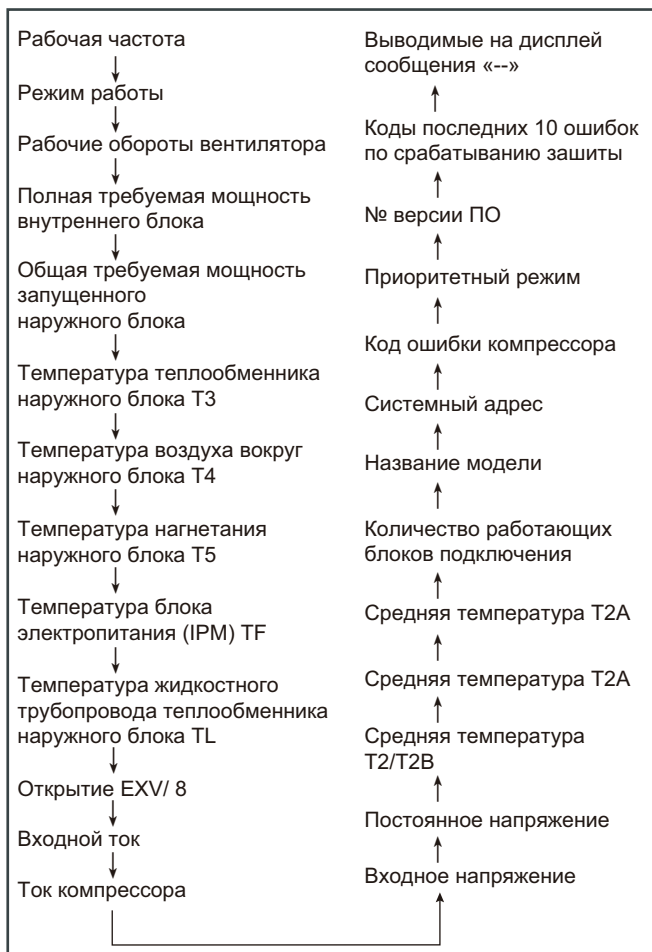 Рабочая частота
Режим работы
Рабочие обороты вентилятора
Полная требуемая мощность
внутреннего блока
Общая требуемая мощность
запущенного
наружного блока
Температура теплообменника
наружного блока T3
Температура воздуха вокруг
наружного блока T4
Температура нагнетания
наружного блока T5
Температура блока
электропитания (IPM) TF
Температура жидкостного
трубопровода теплообменника
наружного блока TL
Открытие EXV/ 8
Входной ток
Ток компрессора
Входное напряжение
Постоянное напряжение
Средняя температура
T2/T2B
Средняя температура T2A
Средняя температура T2A
Количество работающих
блоков подключения
Название модели
Системный адрес
Код ошибки компрессора
Приоритетный режим
№ версии ПО
Коды последних 10 ошибок
по срабатыванию зашиты
Выводимые на дисплей
сообщения «--»